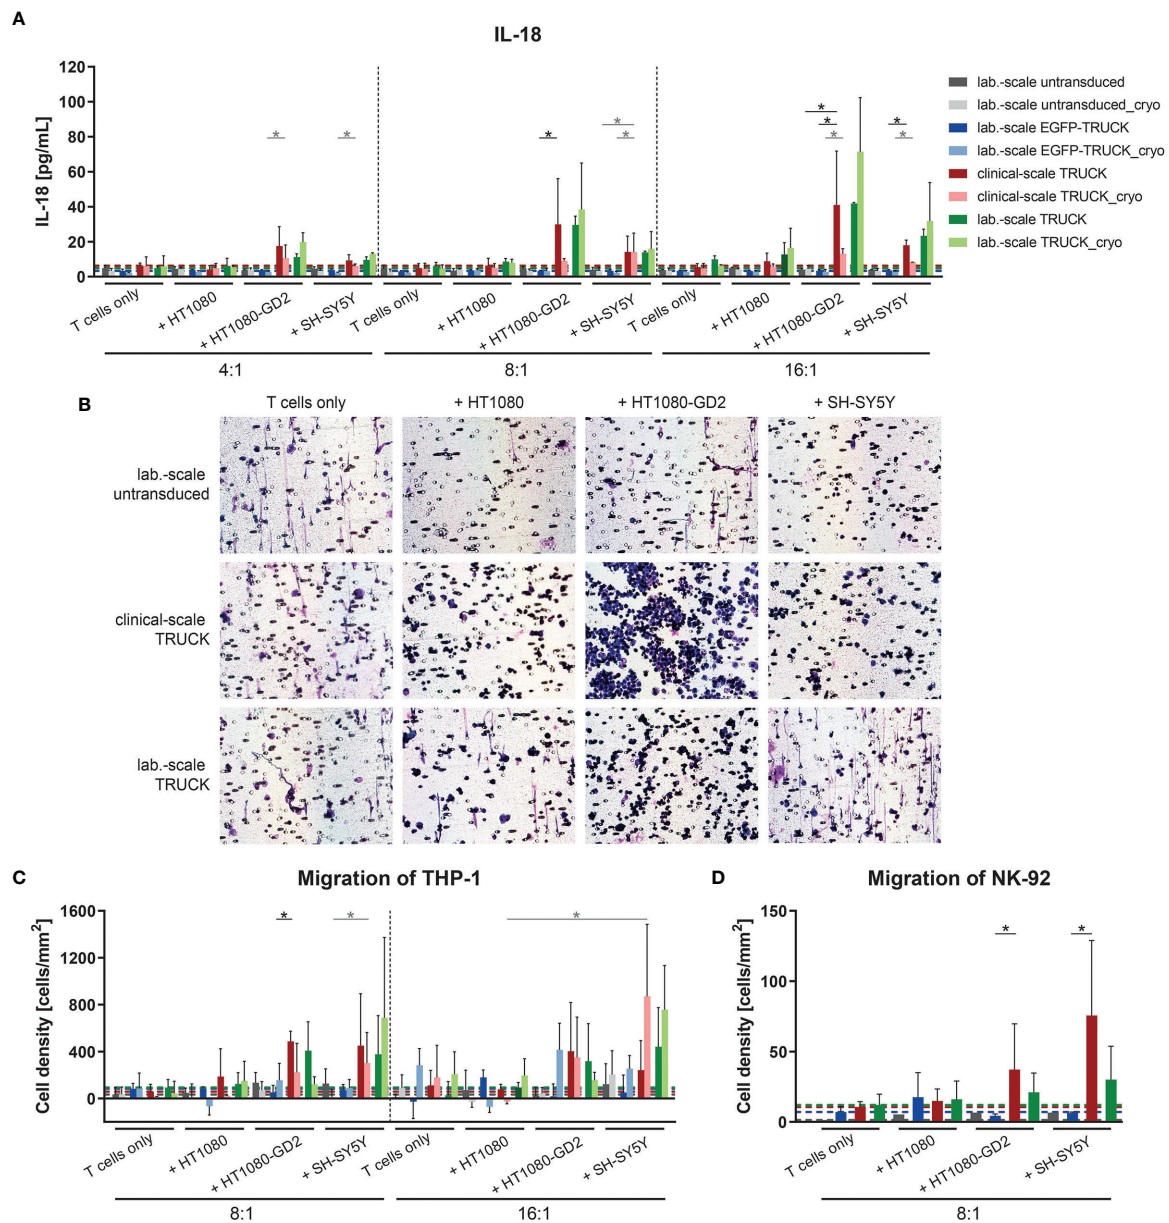 A
IL-18
IL-18 [pg/mL]
120
100
80
60
40
20
0
*
*
*
*
*
*
*
*
*
*
T cells only
+ HT1080
+ HT1080-GD2
+ SH-SY5Y
T cells only
+ HT1080
+ HT1080-GD2
+ SH-SY5Y
T cells only
+ HT1080
+ HT1080-GD2
+ SH-SY5Y
4:1
8:1
16:1
lab.-scale untransduced
lab.-scale untransduced_cryo
lab.-scale EGFP-TRUCK
lab.-scale EGFP-TRUCK_cryo
clinical-scale TRUCK
clinical-scale TRUCK_cryo
lab.-scale TRUCK
lab.-scale TRUCK_cryo
B
T cells only
+ HT1080
+ HT1080-GD2
+ SH-SY5Y
lab.-scale
untransduced
clinical-scale
TRUCK
lab.-scale
TRUCK
C
Migration of THP-1
Cell density [cells/mm²]
1600
1200
800
400
0
*
*
*
T cells only
+ HT1080
+ HT1080-GD2
+ SH-SY5Y
T cells only
+ HT1080
+ HT1080-GD2
+ SH-SY5Y
8:1
16:1
D
Migration of NK-92
Cell density [cells/mm²]
150
100
50
0
*
*
T cells only
+ HT1080
+ HT1080-GD2
+ SH-SY5Y
8:1